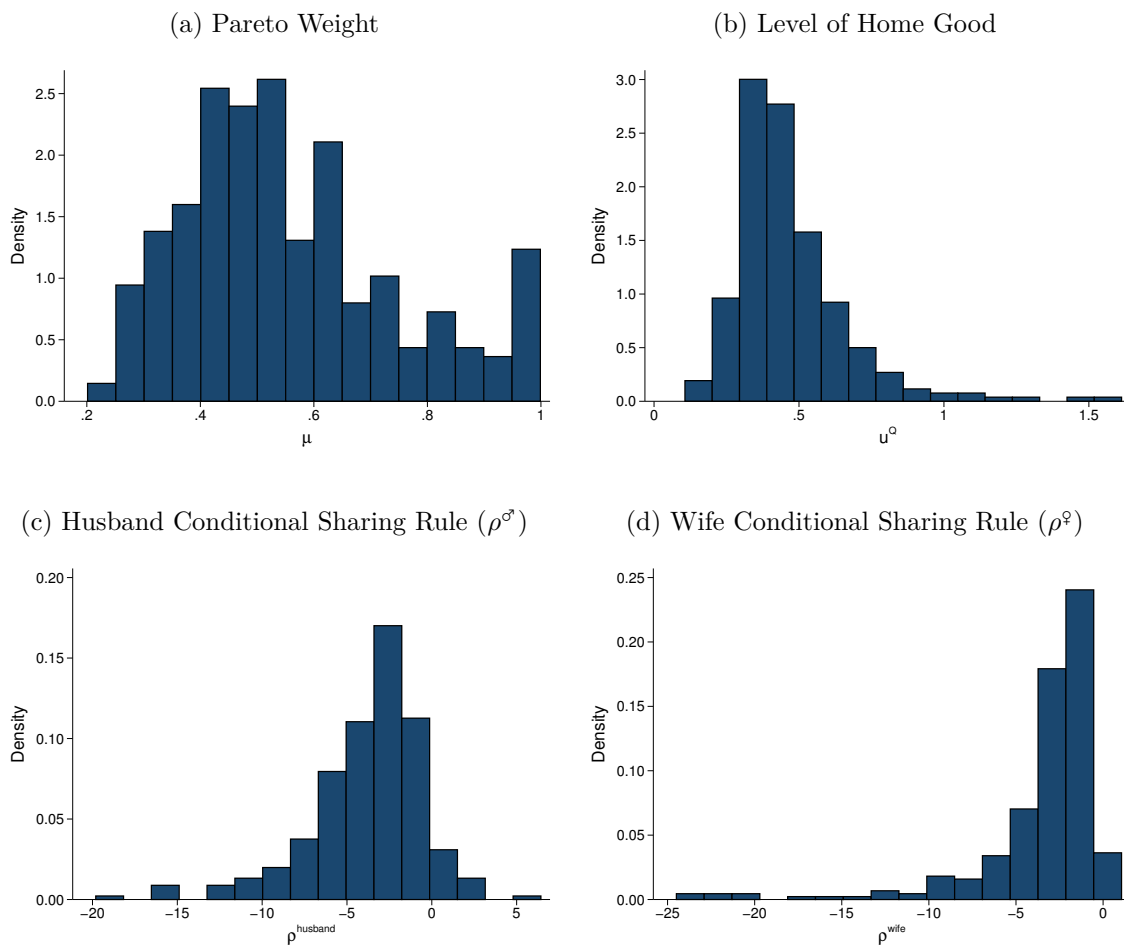 (a) Pareto Weight
Density
2.5
2.0
1.5
1.0
0.5
0.0
.2 .4 .6 .8 1
μ
(b) Level of Home Good
Density
3.0
2.5
2.0
1.5
1.0
0.5
0.0
0 .5 1 1.5
u^Q
(c) Husband Conditional Sharing Rule (ρ^♂)
Density
0.20
0.15
0.10
0.05
0.00
−20 −15 −10 −5 0 5
ρ^husband
(d) Wife Conditional Sharing Rule (ρ^♀)
Density
0.25
0.20
0.15
0.10
0.05
0.00
−25 −20 −15 −10 −5 0
ρ^wife